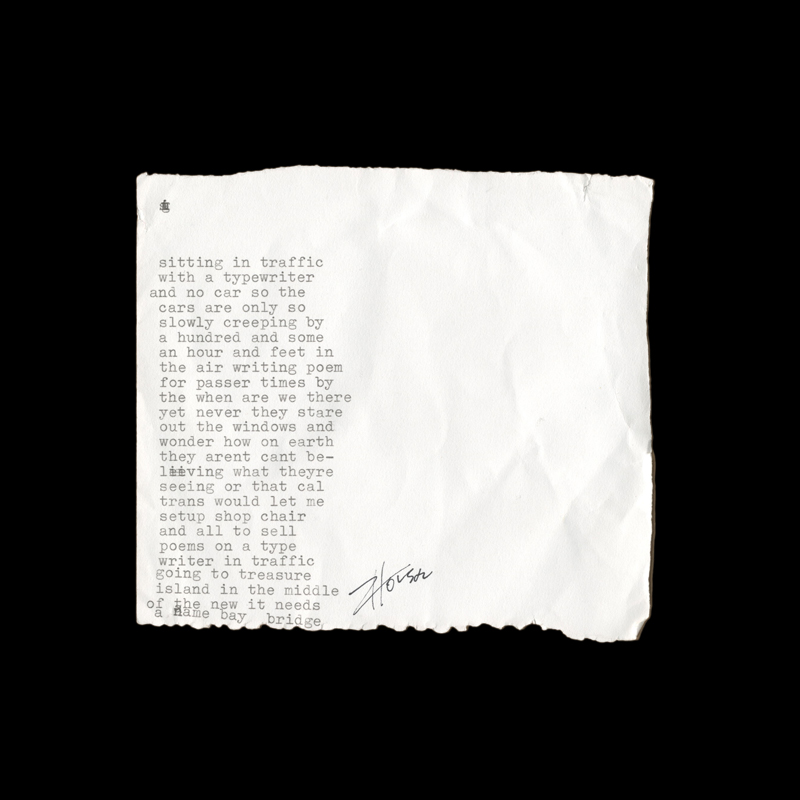 sitting in traffic
with a typewriter
and no car so the
cars are only so
slowly creeping by
a hundred and some
an hour and feet in
the air writing poem
for passer times by
the when are we there
yet never they stare
out the windows and
wonder how on earth
they arent cant be-
lieving what theyre
seeing or that cal
trans would let me
setup shop chair
and all to sell
poems on a type
writer in traffic
going to treasure
island in the middle
of the new it needs
a name bay bridge